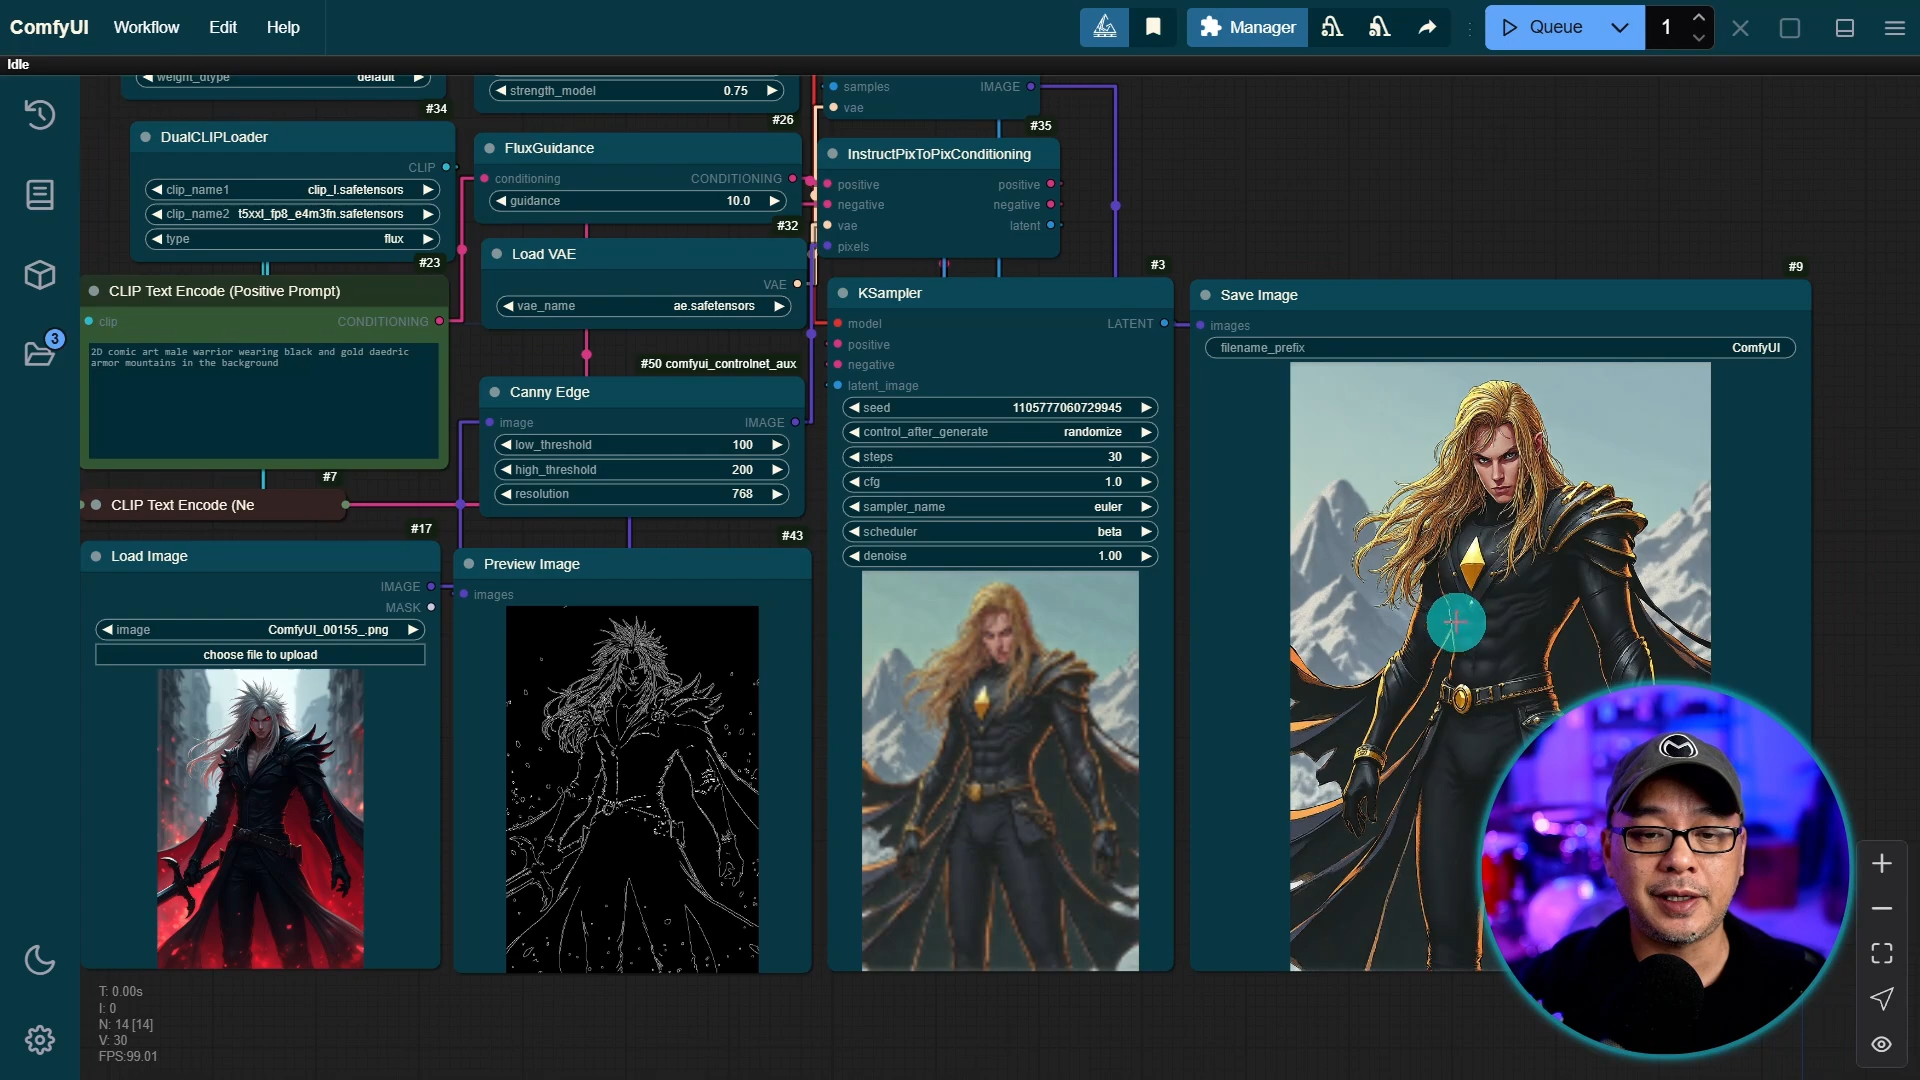 ComfyUI
Workflow
Edit
Help
Manager
Queue
1
Idle
weight_dtype default
#34
DualCLIPLoader
CLIP
clip_name1 clip_l.safetensors
clip_name2 t5xxl_fp8_e4m3fn.safetensors
type flux
#23
CLIP Text Encode (Positive Prompt)
clip CONDITIONING
2D comic art male warrior wearing black and gold daedric
armor mountains in the background
#7
CLIP Text Encode (Ne
#17
Load Image
IMAGE
MASK
image ComfyUI_00155_.png
choose file to upload
strength_model 0.75
#26
FluxGuidance
conditioning CONDITIONING
guidance 10.0
#32
Load VAE
VAE
vae_name ae.safetensors
#50 comfyui_controlnet_aux
Canny Edge
image IMAGE
low_threshold 100
high_threshold 200
resolution 768
#43
Preview Image
images
samples IMAGE
vae
#35
InstructPixToPixConditioning
positive positive
negative negative
vae latent
pixels
#3
KSampler
model LATENT
positive
negative
latent_image
seed 1105777060729945
control_after_generate randomize
steps 30
cfg 1.0
sampler_name euler
scheduler beta
denoise 1.00
#9
Save Image
images
filename_prefix ComfyUI
3
T: 0.00s
I: 0
N: 14 [14]
V: 30
FPS:99.01